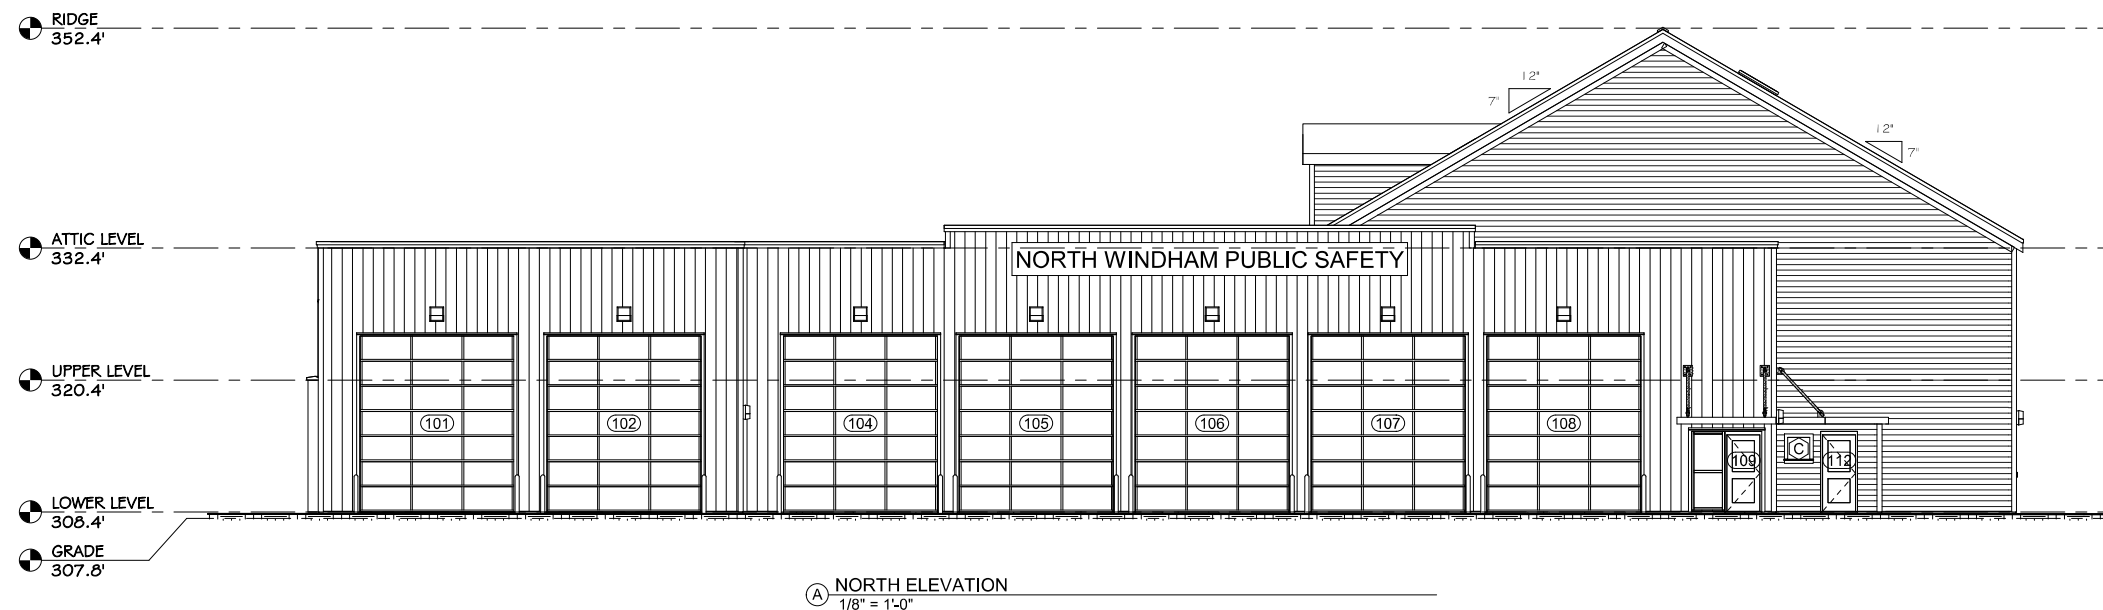 RIDGE
352.4'
12"
7"
12"
7"
ATTIC LEVEL
332.4'
NORTH WINDHAM PUBLIC SAFETY
UPPER LEVEL
320.4'
101
102
104
105
106
107
108
109
C
112
LOWER LEVEL
308.4'
GRADE
307.8'
A NORTH ELEVATION
1/8" = 1'-0"